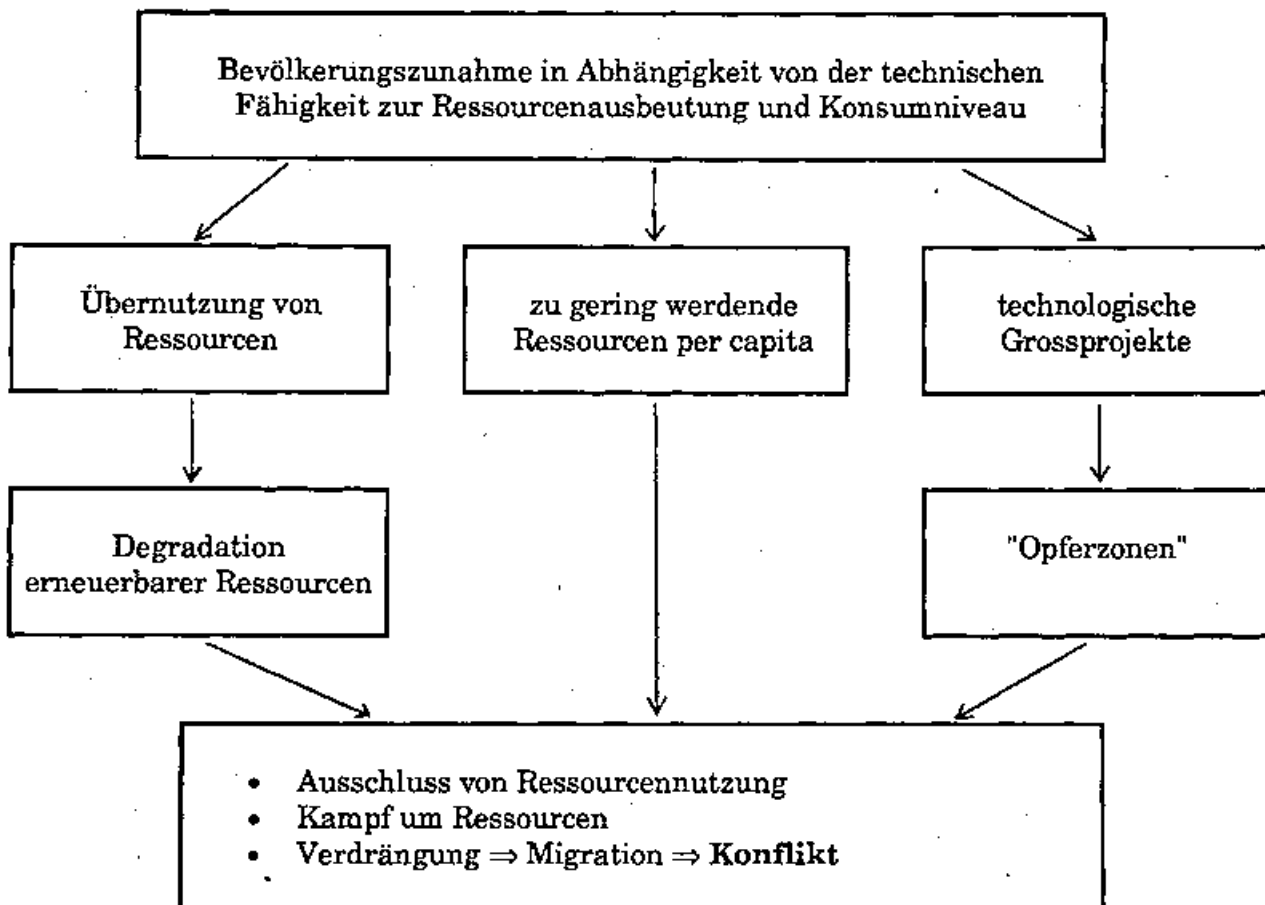 Bevölkerungszunahme in Abhängigkeit von der technischen
Fähigkeit zur Ressourcenausbeutung und Konsumniveau
Übernutzung von
Ressourcen
zu gering werdende
Ressourcen per capita
technologische
Grossprojekte
Degradation
erneuerbarer Ressourcen
"Opferzonen"
• Ausschluss von Ressourcennutzung
• Kampf um Ressourcen
• Verdrängung ⇒ Migration ⇒ Konflikt